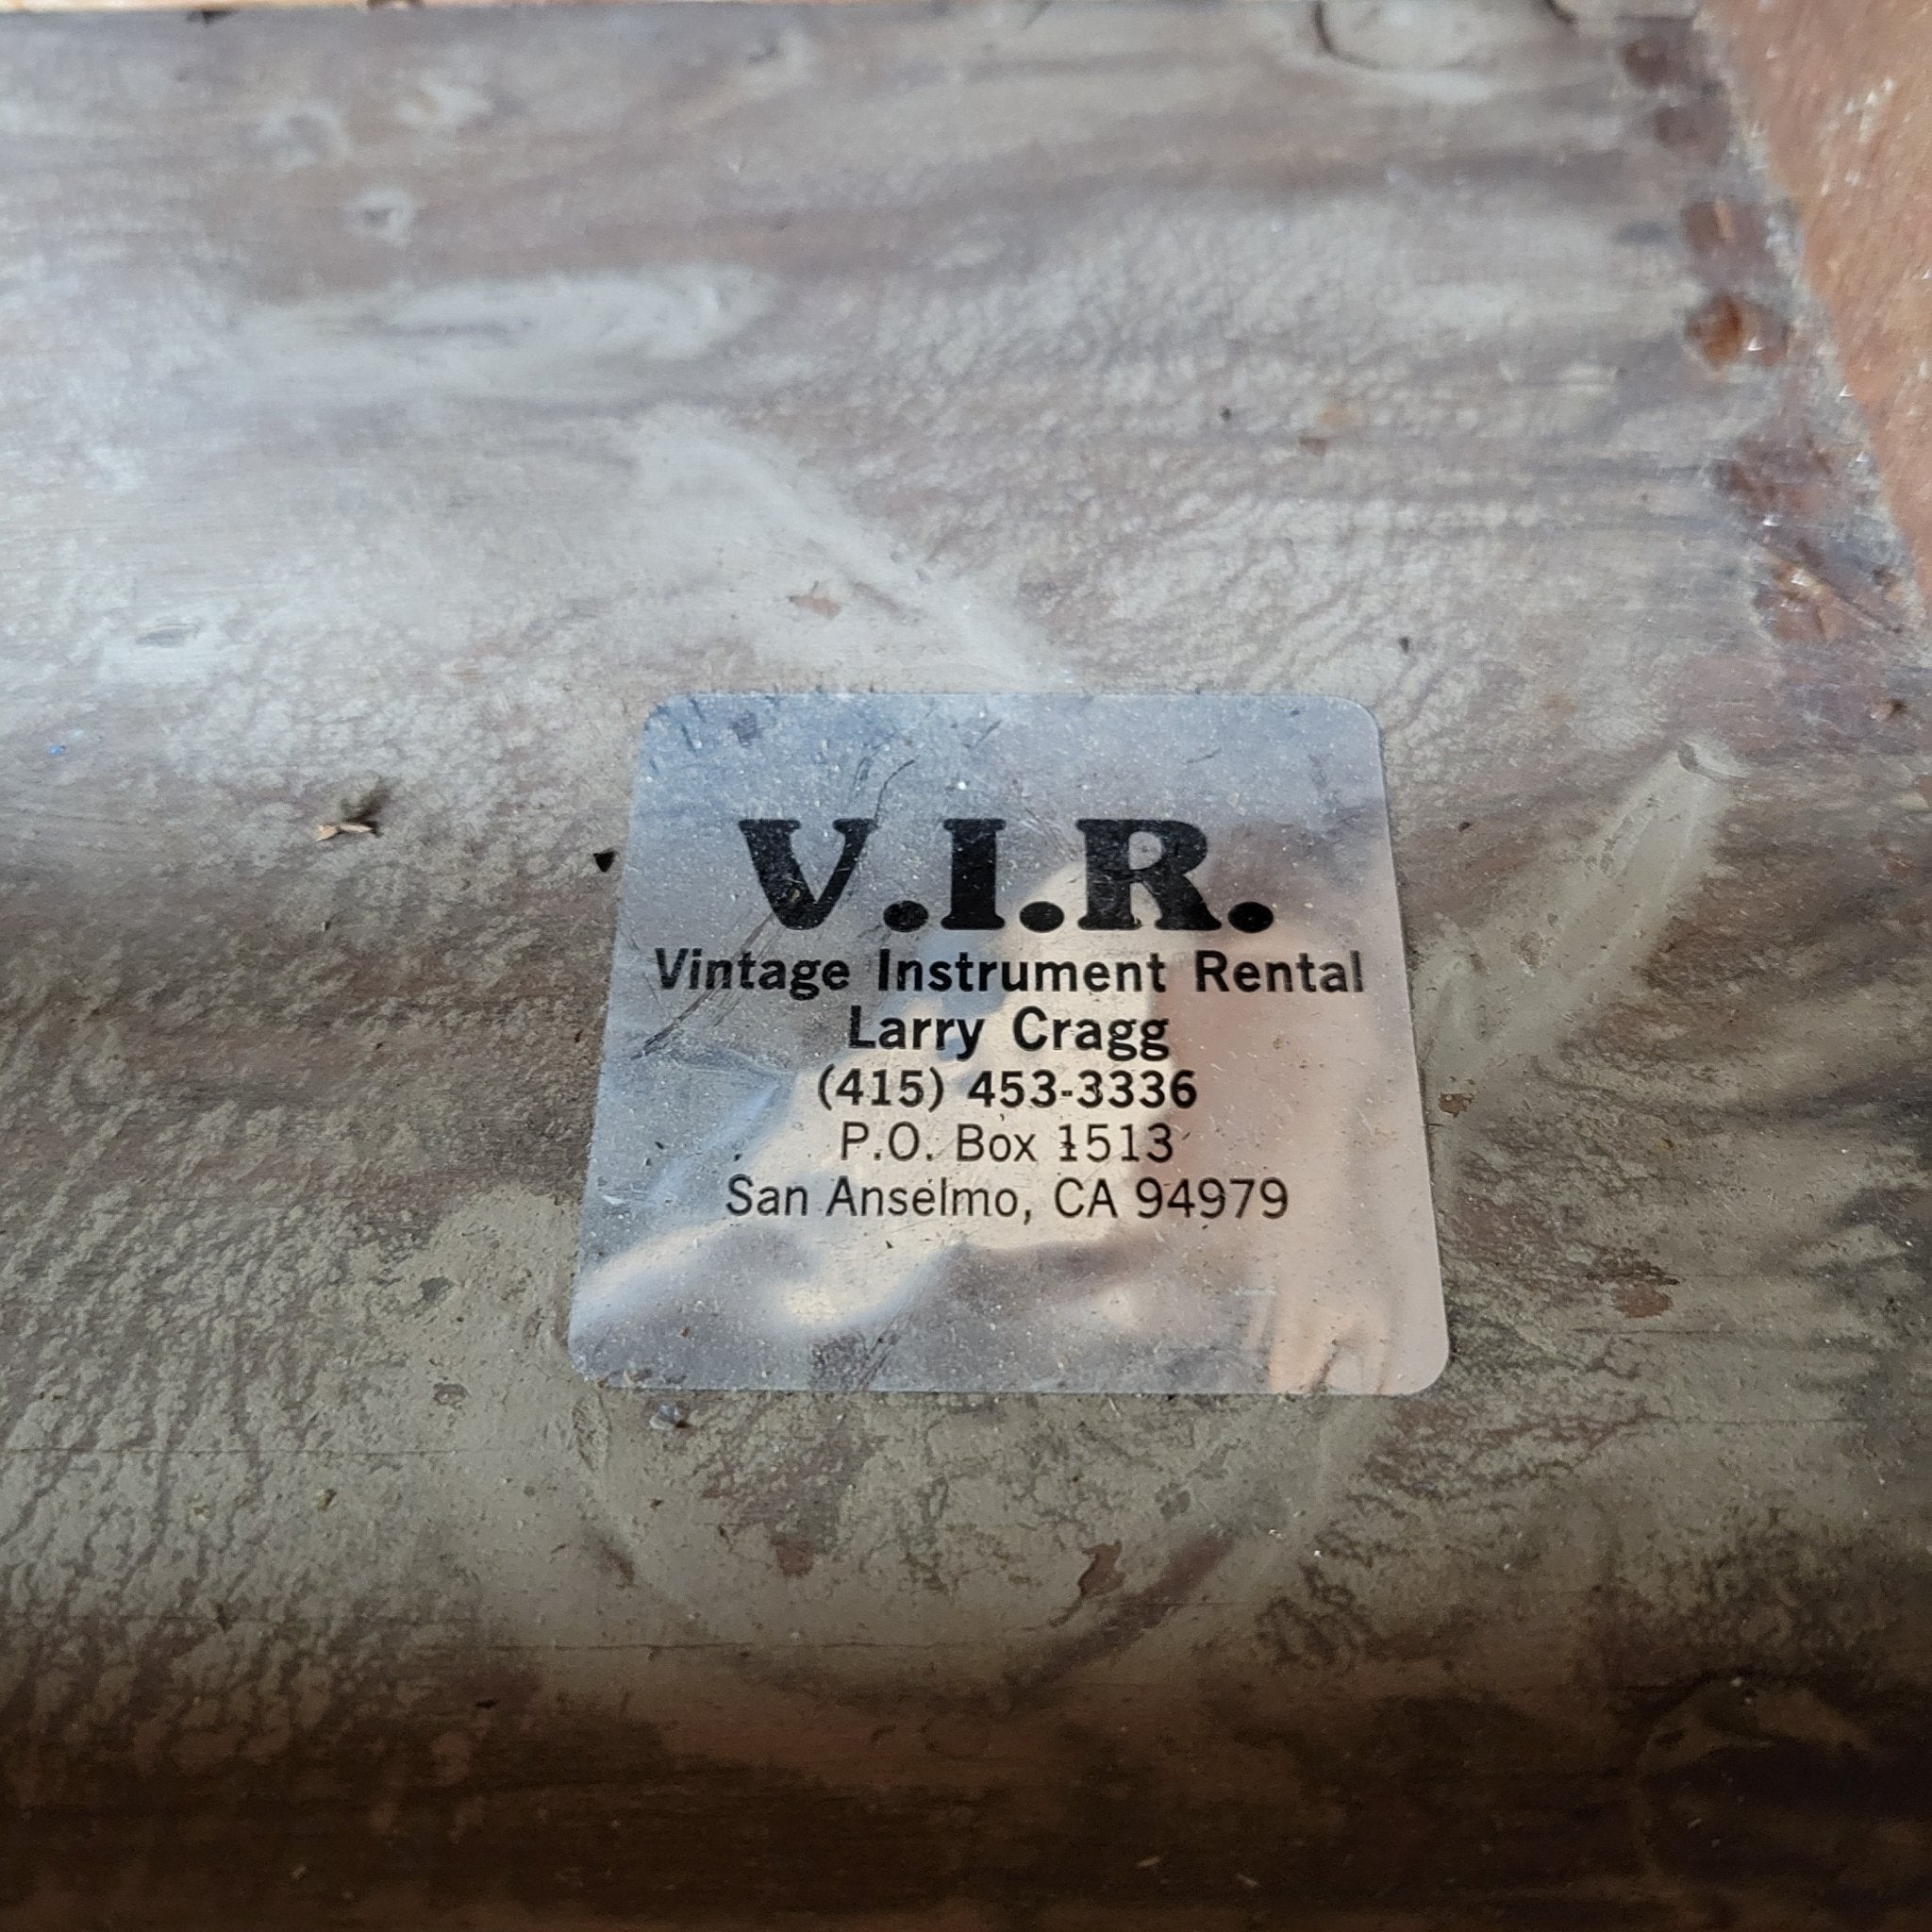 V.I.R.
Vintage Instrument Rental
Larry Cragg
(415) 453-3336
P.O. Box 1513
San Anselmo, CA 94979